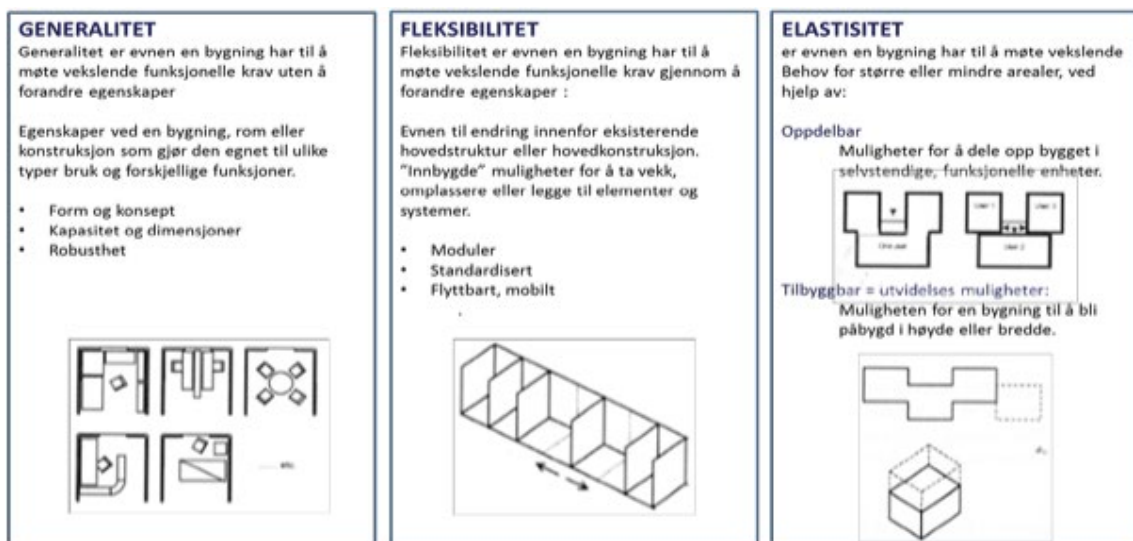 GENERALITET
Generalitet er evnen en bygning har til å
møte vekslende funksjonelle krav uten å
forandre egenskaper
Egenskaper ved en bygning, rom eller
konstruksjon som gjør den egnet til ulike
typer bruk og forskjellige funksjoner.
• Form og konsept
• Kapasitet og dimensjoner
• Robusthet
FLEKSIBILITET
Fleksibilitet er evnen en bygning har til å
møte vekslende funksjonelle krav gjennom å
forandre egenskaper :
Evnen til endring innenfor eksisterende
hovedstruktur eller hovedkonstruksjon.
"Innbygde" muligheter for å ta vekk,
omplassere eller legge til elementer og
systemer.
• Moduler
• Standardisert
• Flyttbart, mobilt
ELASTISITET
er evnen en bygning har til å møte vekslende
Behov for større eller mindre arealer, ved
hjelp av:
Oppdelbar
Muligheter for å dele opp bygget i
selvstendige, funksjonelle enheter.
User 1
User 2
Tilbyggbar = utvidelses muligheter:
Muligheten for en bygning til å bli
påbygd i høyde eller bredde.